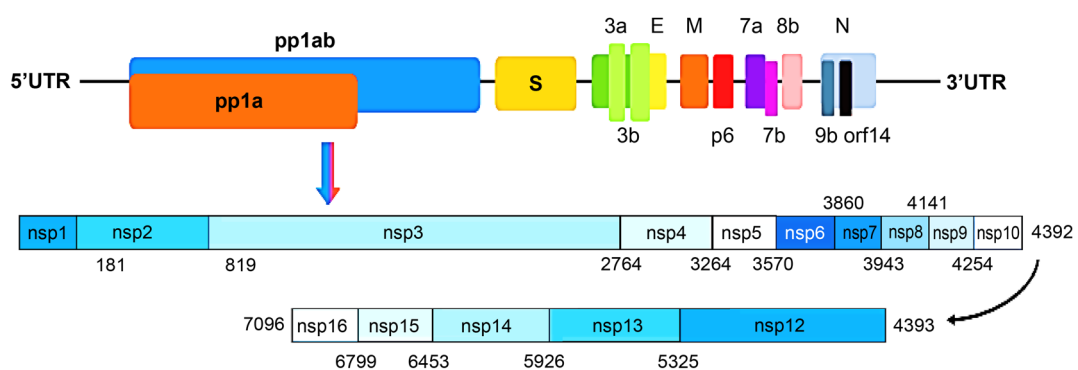 3a E M 7a 8b N
pp1ab
5'UTR pp1a S 3'UTR
3b p6 7b 9b orf14
3860 4141
nsp1 nsp2 nsp3 nsp4 nsp5 nsp6 nsp7 nsp8 nsp9 nsp10 4392
181 819 2764 3264 3570 3943 4254
7096 nsp16 nsp15 nsp14 nsp13 nsp12 4393
6799 6453 5926 5325